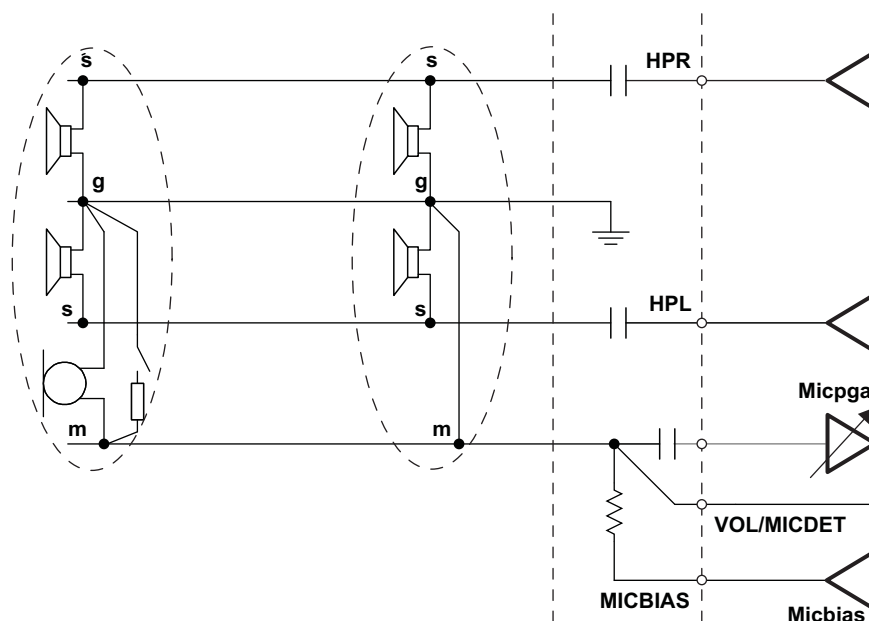 s s HPR
g g
s s HPL
Micpga
m m
VOL/MICDET
MICBIAS
Micbias